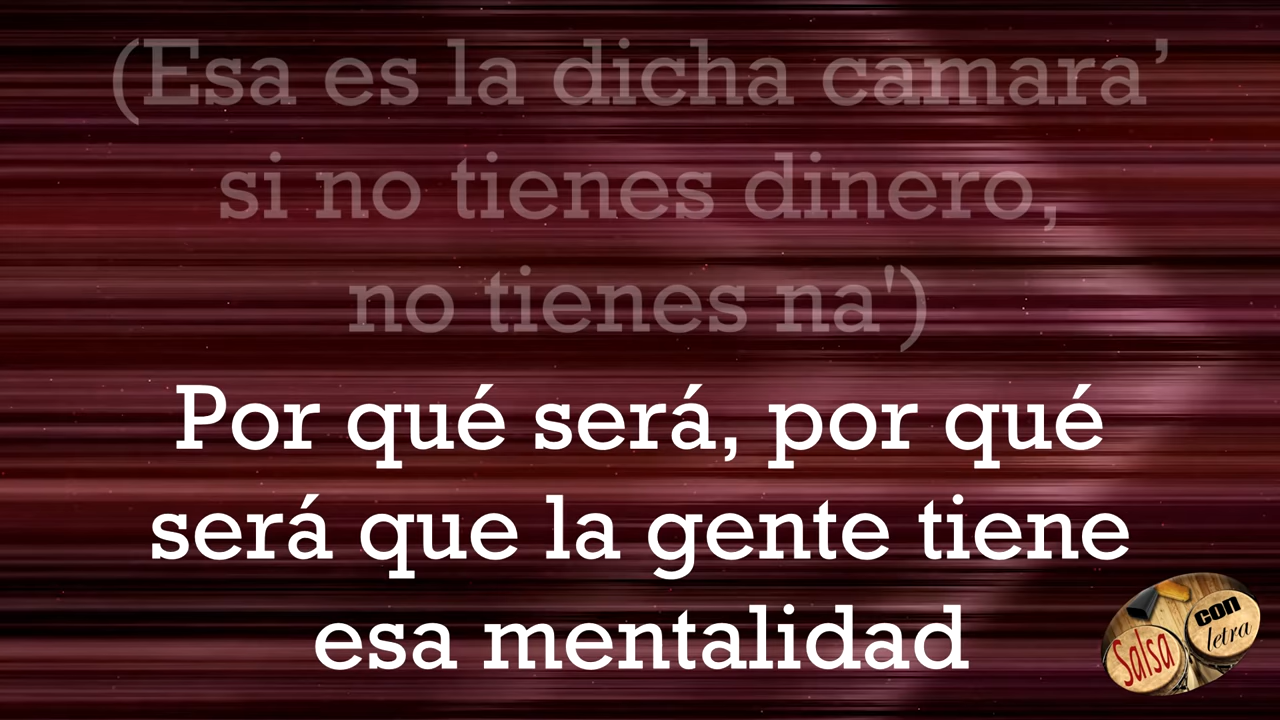 (Esa es la dicha camara’
si no tienes dinero,
no tienes na')
Por qué será, por qué
será que la gente tiene
esa mentalidad
Salsa
con
letra